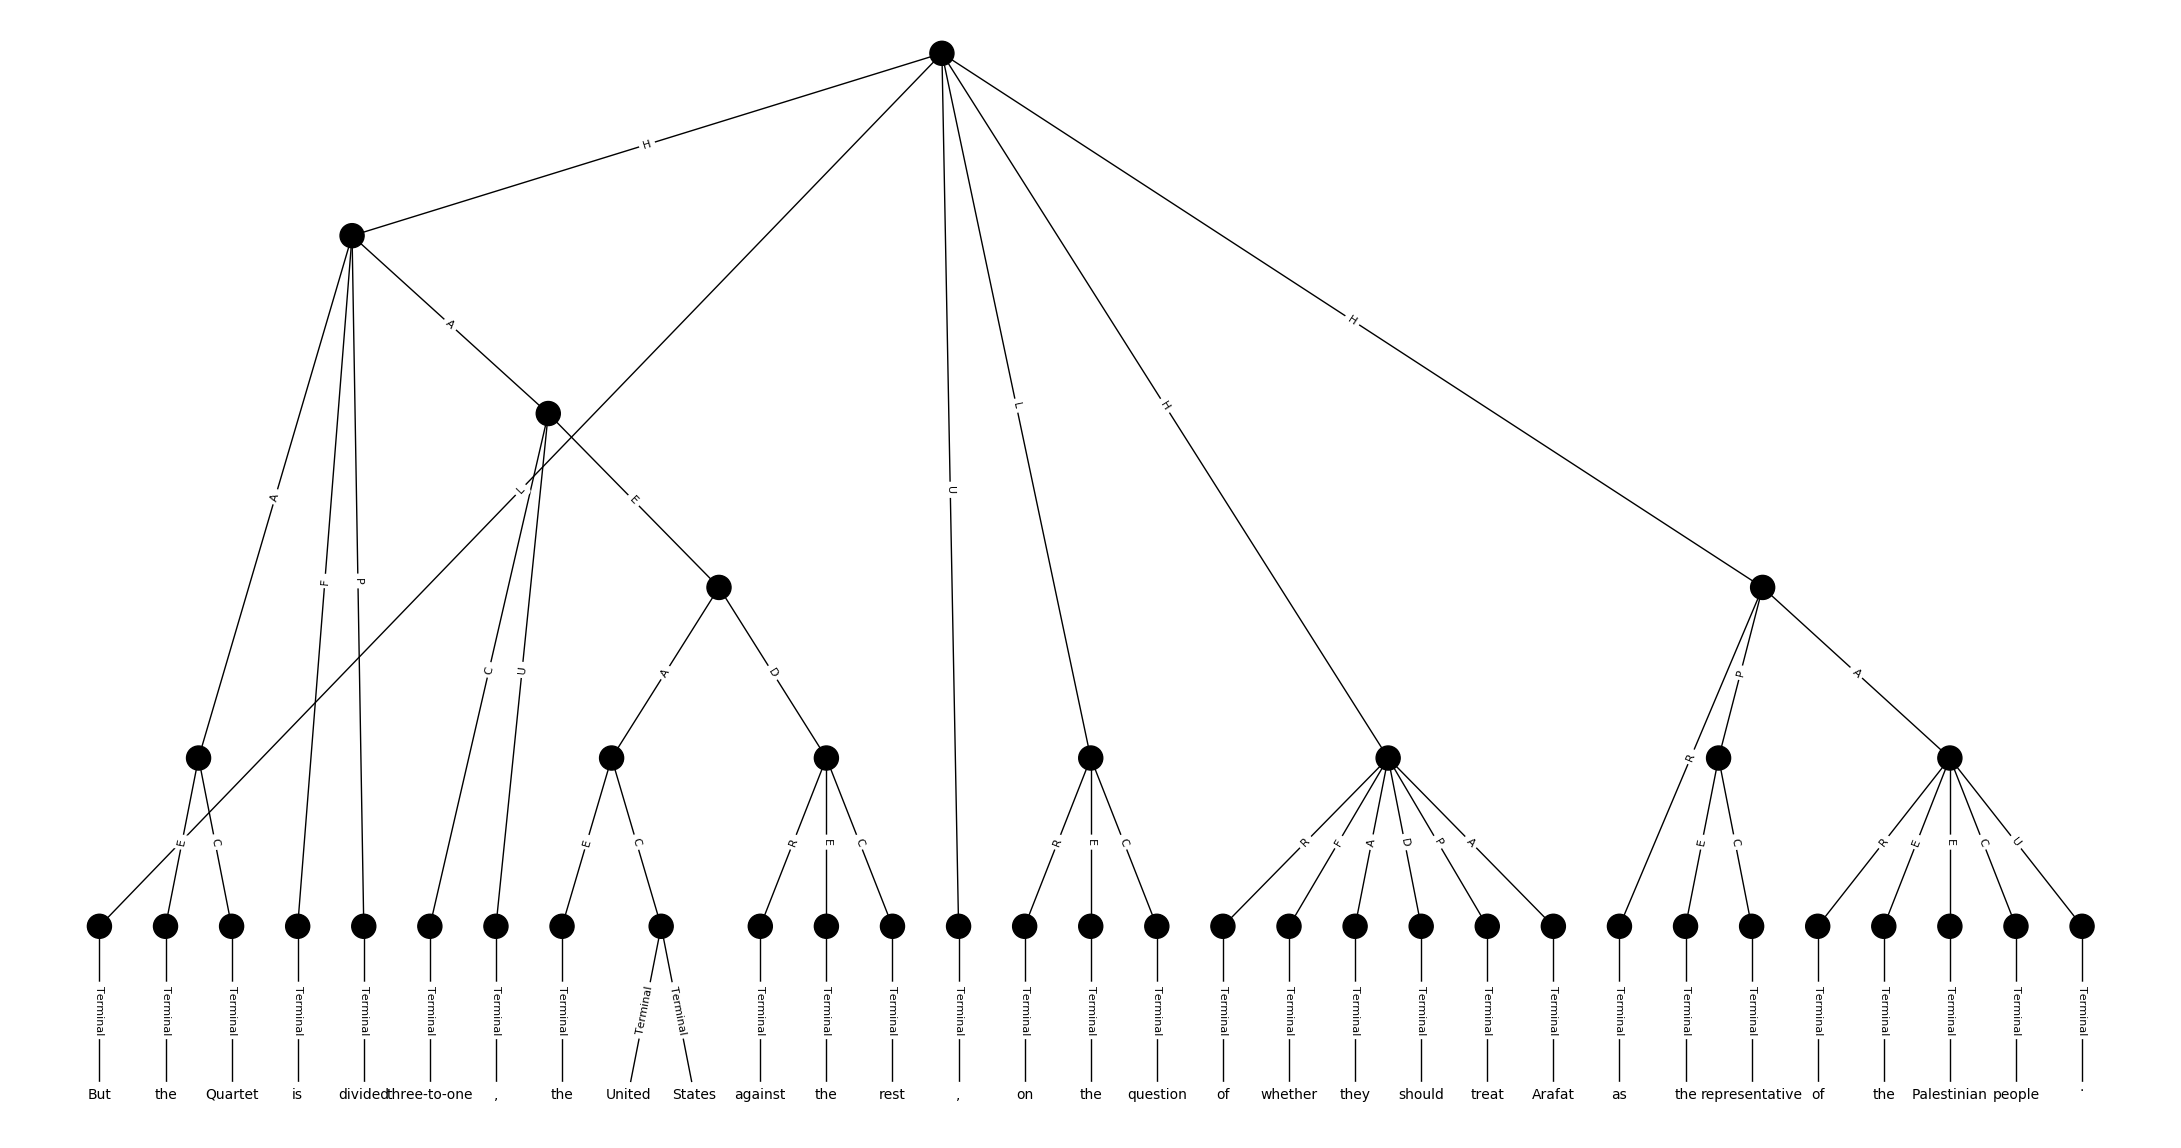 H
H
A
A
L
H
U
L
H
A
E
F
P
C
U
A
D
P
A
R
E
C
E
C
R
E
C
R
E
C
R
F
A
D
P
A
E
C
R
E
E
C
U
Terminal Terminal Terminal Terminal Terminal Terminal Terminal Terminal Terminal Terminal Terminal Terminal Terminal Terminal Terminal Terminal Terminal Terminal Terminal Terminal Terminal Terminal Terminal Terminal Terminal Terminal Terminal Terminal Terminal Terminal Terminal
But the Quartet is divided three-to-one , the United States against the rest , on the question of whether they should treat Arafat as the representative of the Palestinian people .